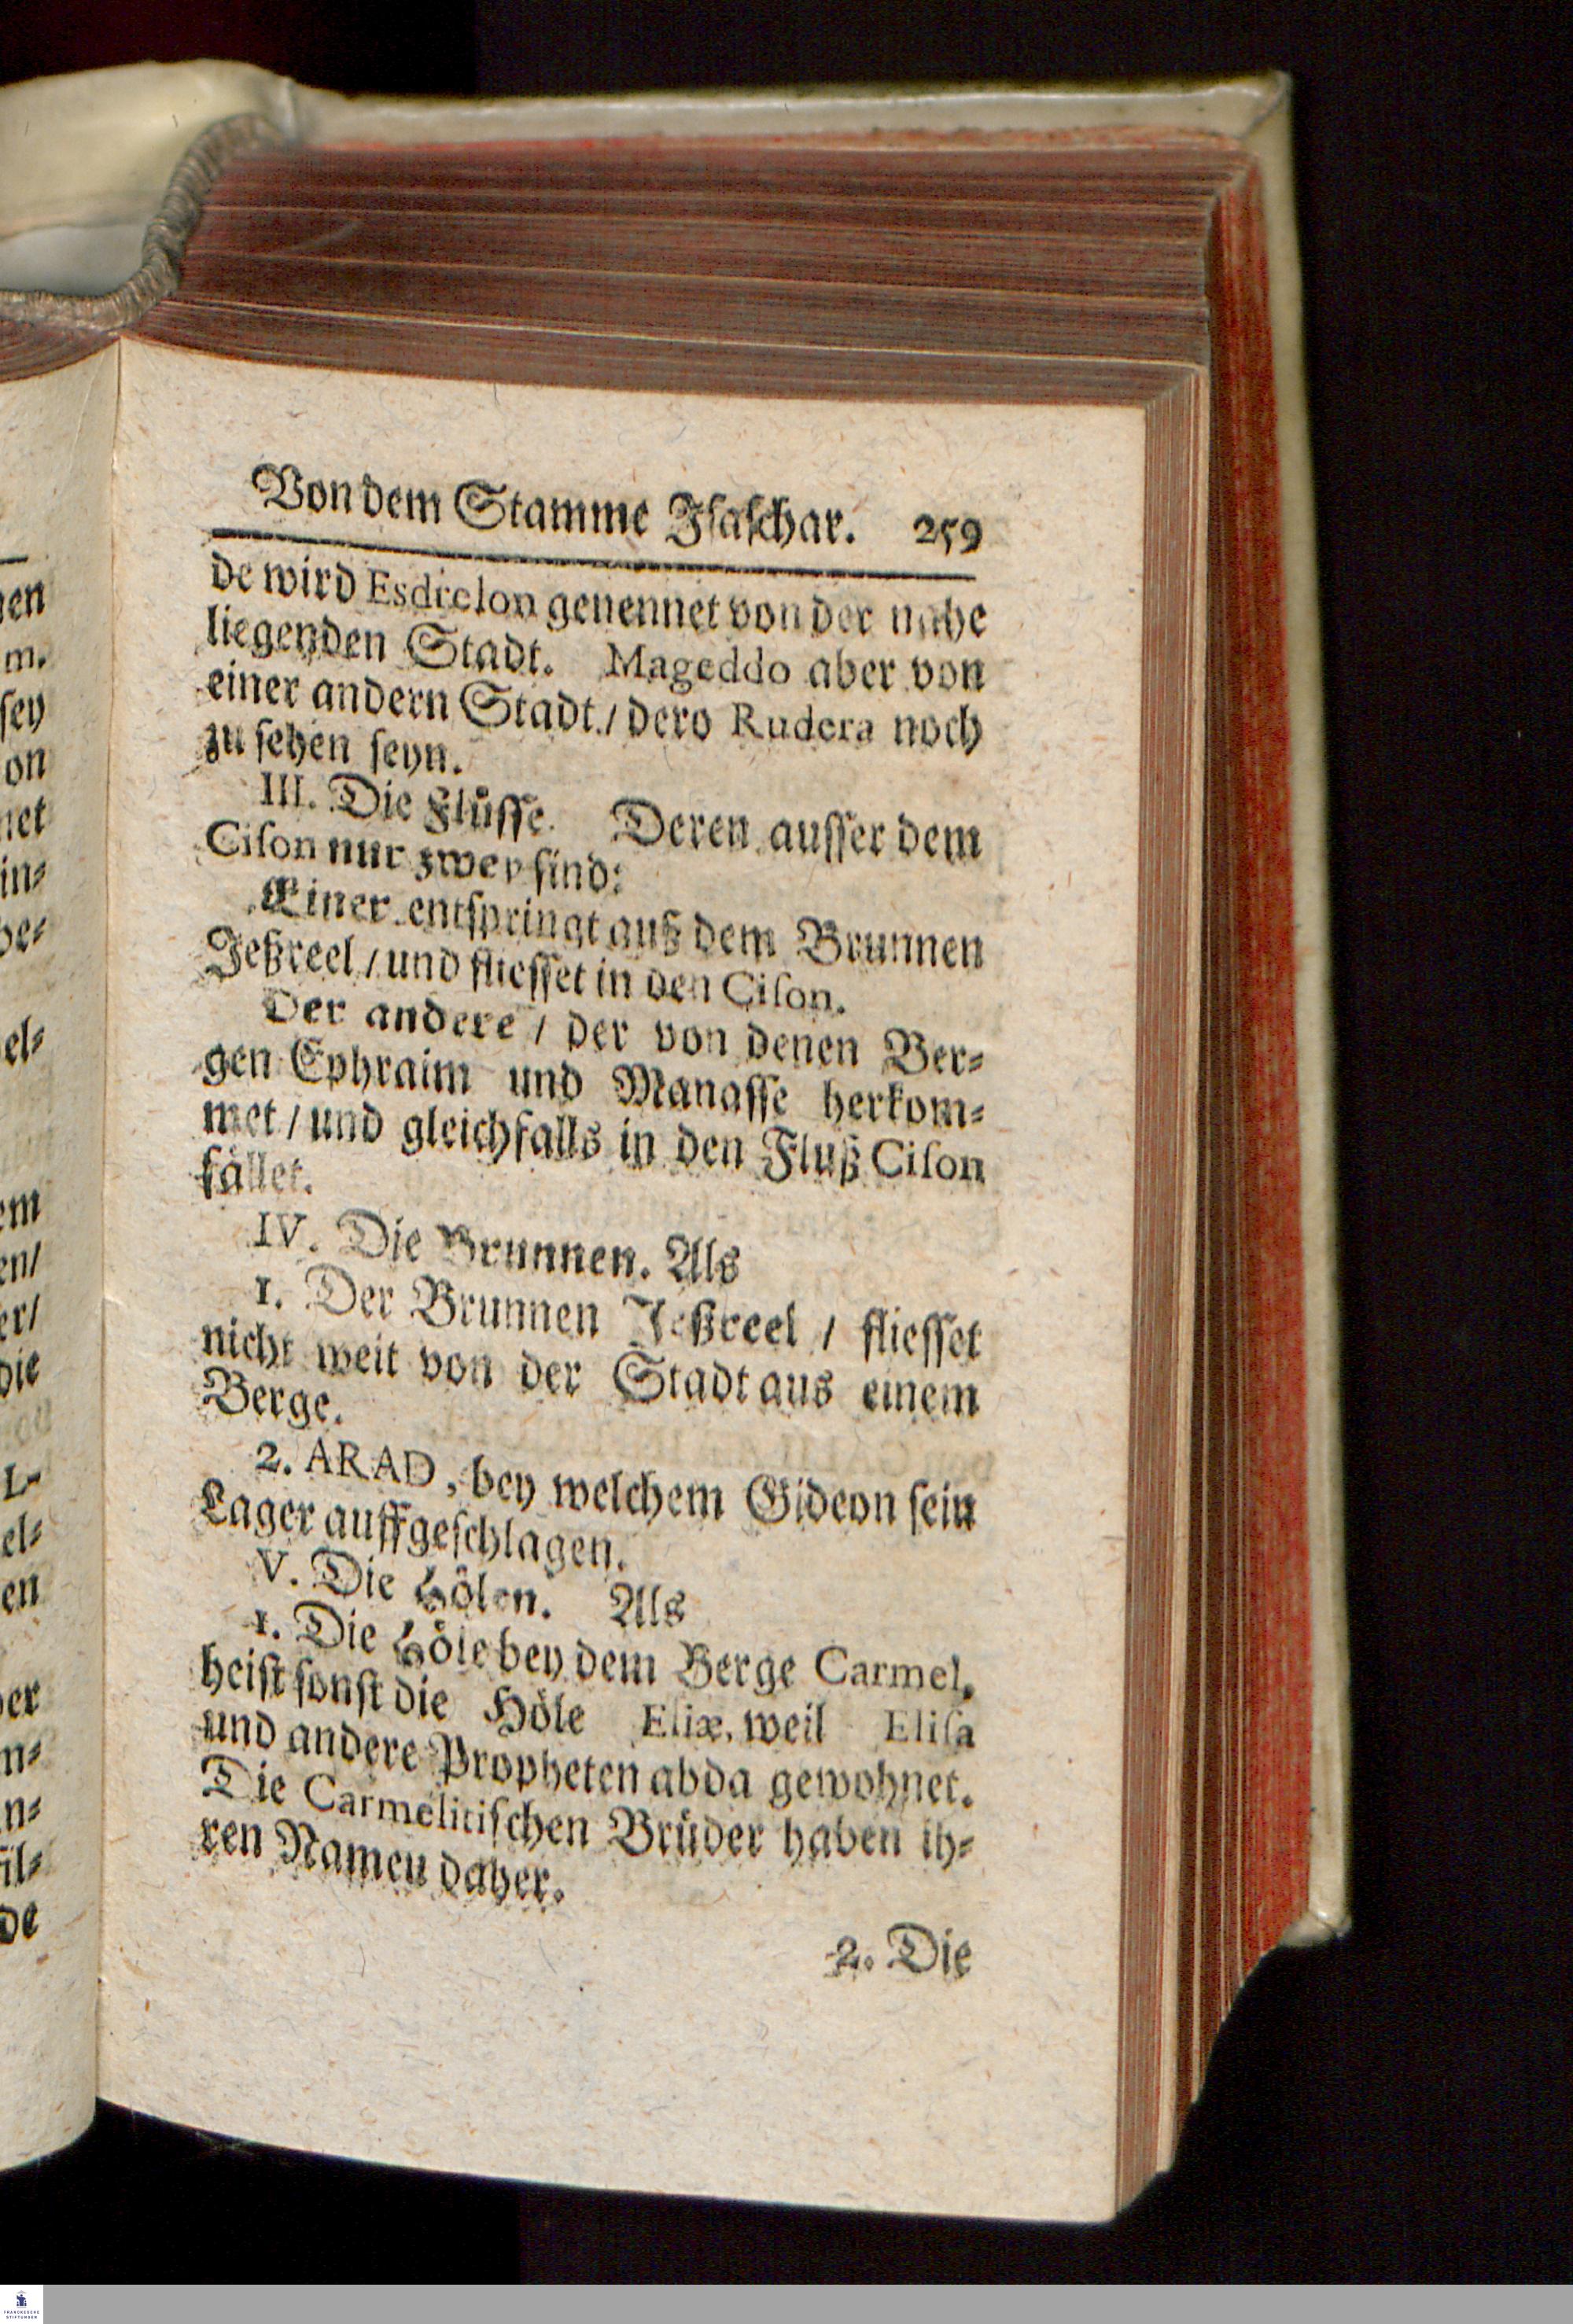 Von dem Stamme Jſaſchar. 259
de wird Esdrelon genennet von der nahe
liegenden Stadt. Mageddo aber von
einer andern Stadt / dero Rudera noch
zu ſehen ſeyn.
III. Die Flüſſe. Deren auſſer dem
Ciſon nur zwey ſind:
Einer entſpringt auß dem Brunnen
Jeßreel / und flieſſet in den Ciſon.
Der andere / der von denen Ber⸗
gen Ephraim und Manaſſe herkom⸗
met / und gleichfalls in den Fluß Ciſon
fället.
IV. Die Brunnen. Als
1. Der Brunnen Jeßreel / flieſſet
nicht weit von der Stadt aus einem
Berge.
2. ARAD, bey welchem Gideon ſein
Lager auffgeſchlagen.
V. Die Hölen. Als
1. Die Höle bey dem Berge Carmel,
heiſt ſonſt die Höle Eliæ, weil Eliſa
und andere Propheten abda gewohnet.
Die Carmelitiſchen Brüder haben ih⸗
ren Namen daher.
2. Die